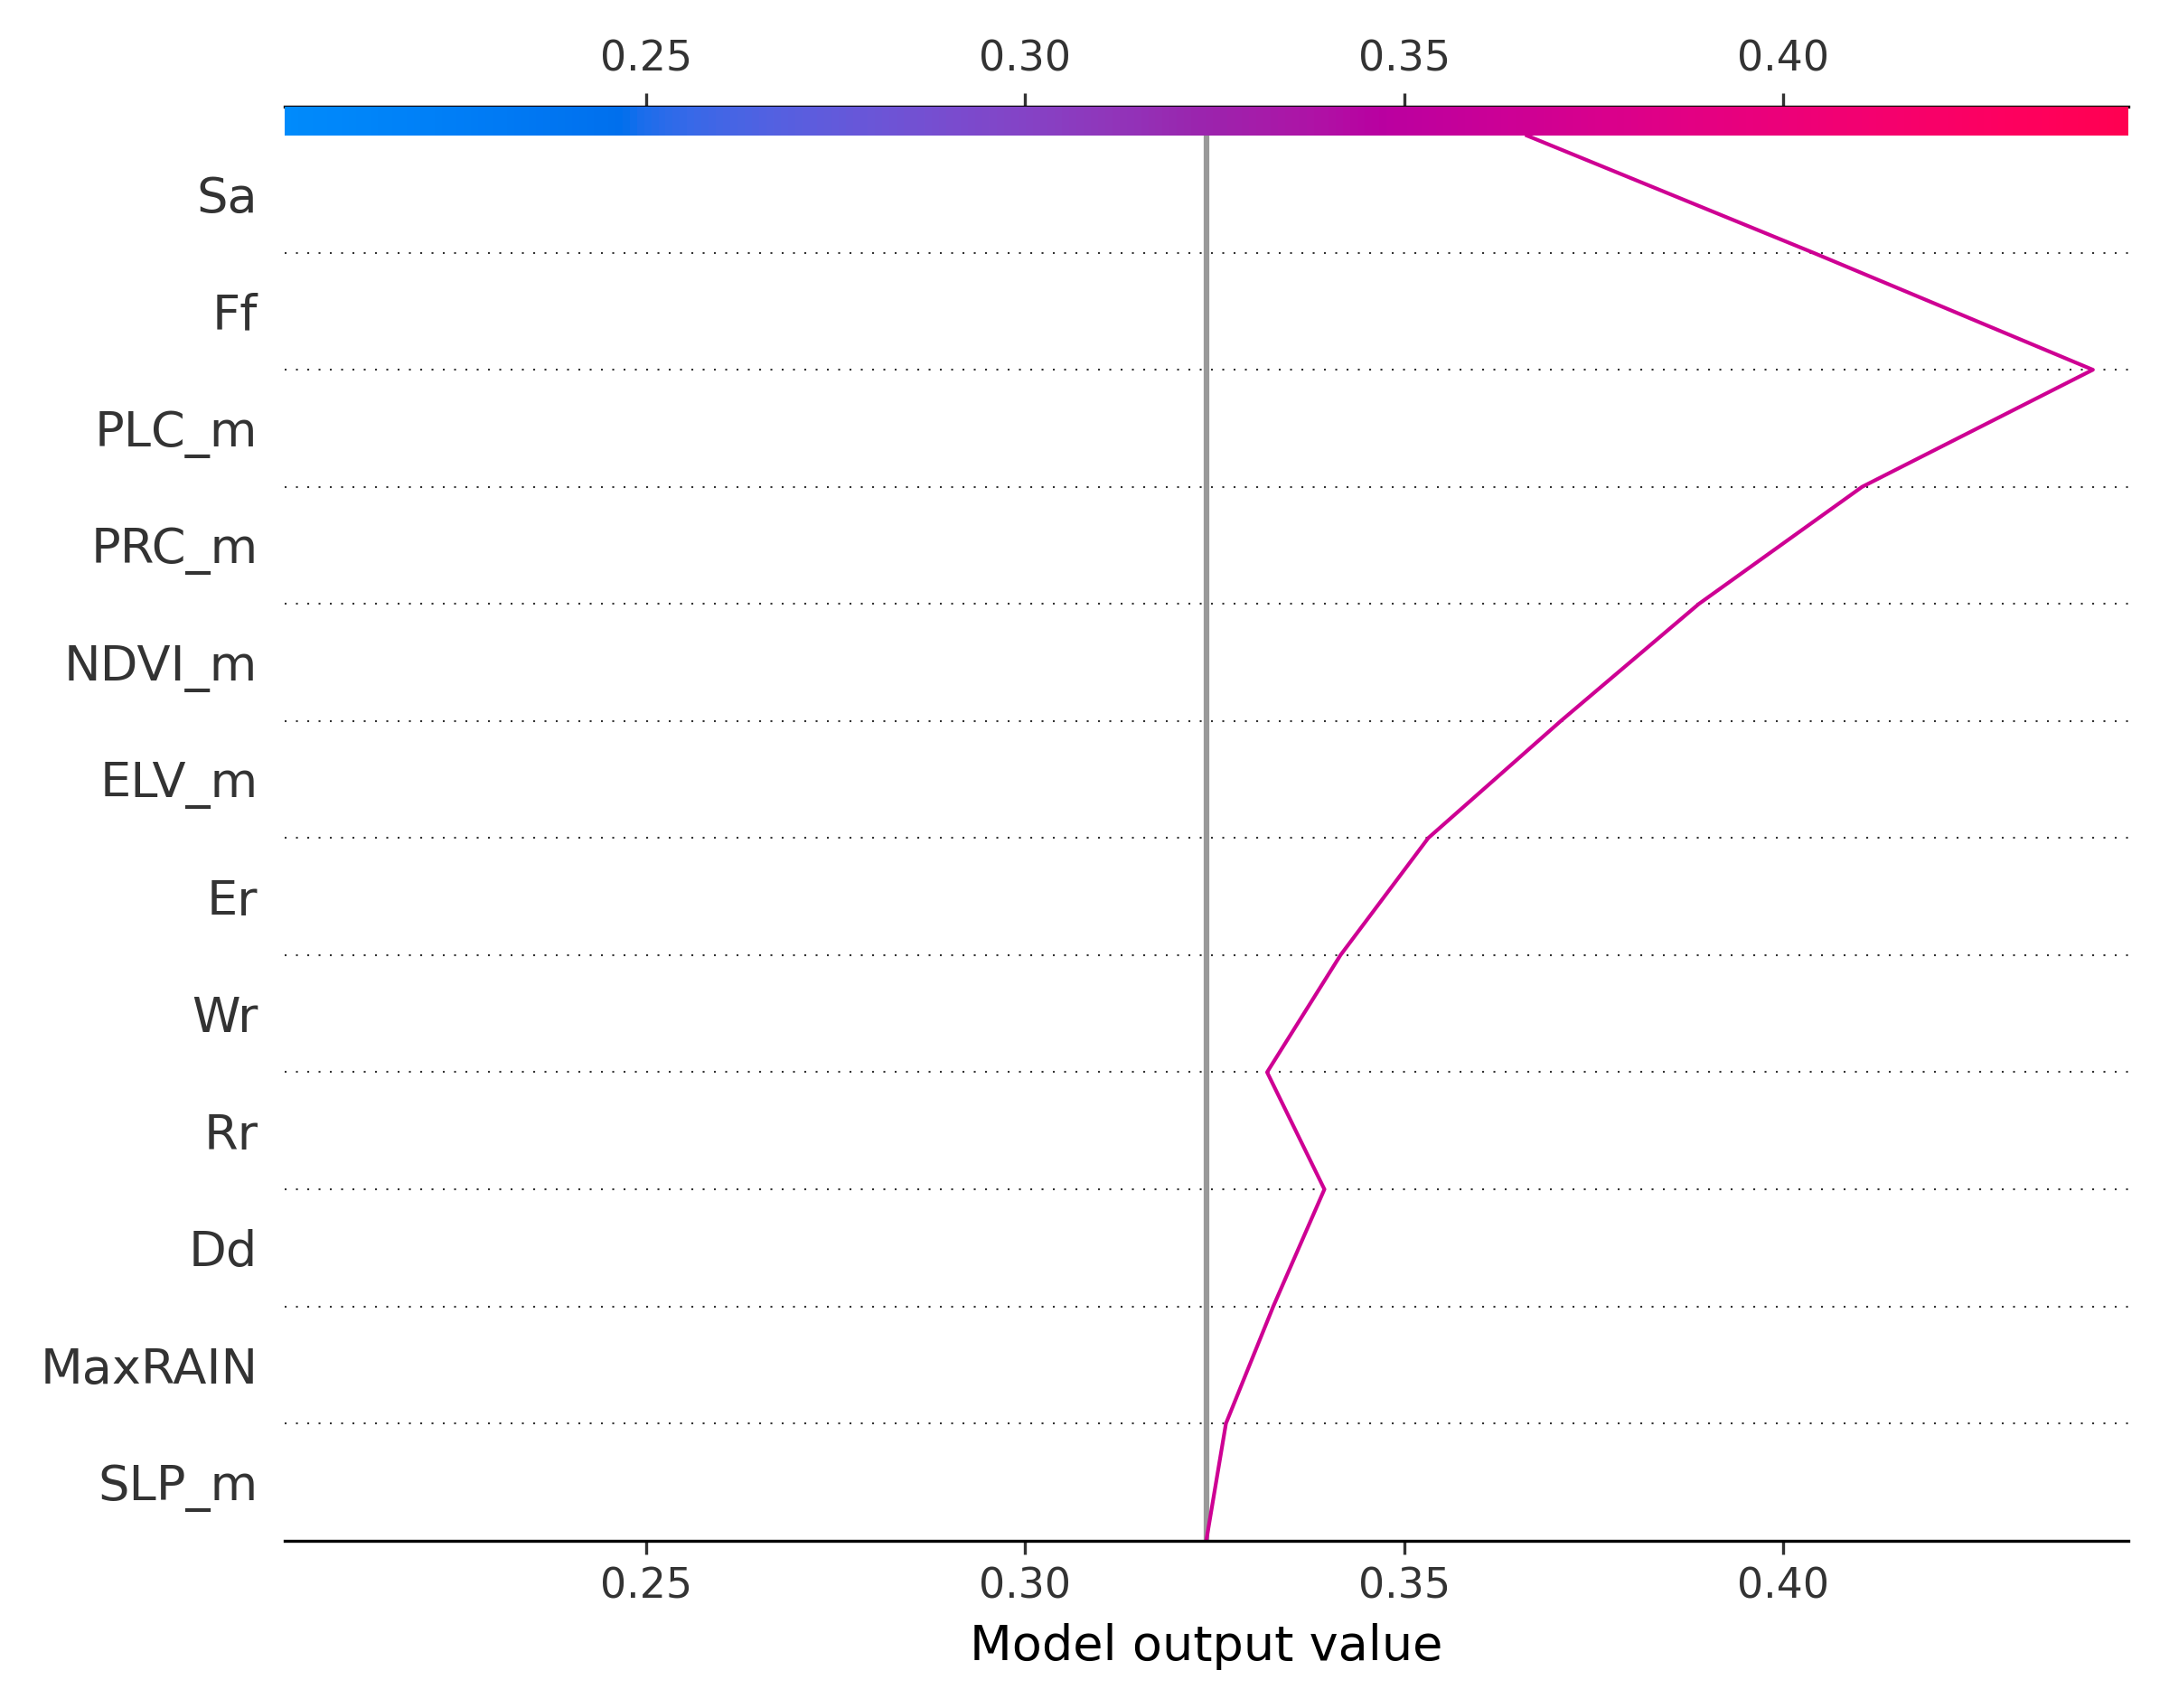 0.25 0.30 0.35 0.40
Sa
Ff
PLC_m
PRC_m
NDVI_m
ELV_m
Er
Wr
Rr
Dd
MaxRAIN
SLP_m
0.25 0.30 0.35 0.40
Model output value